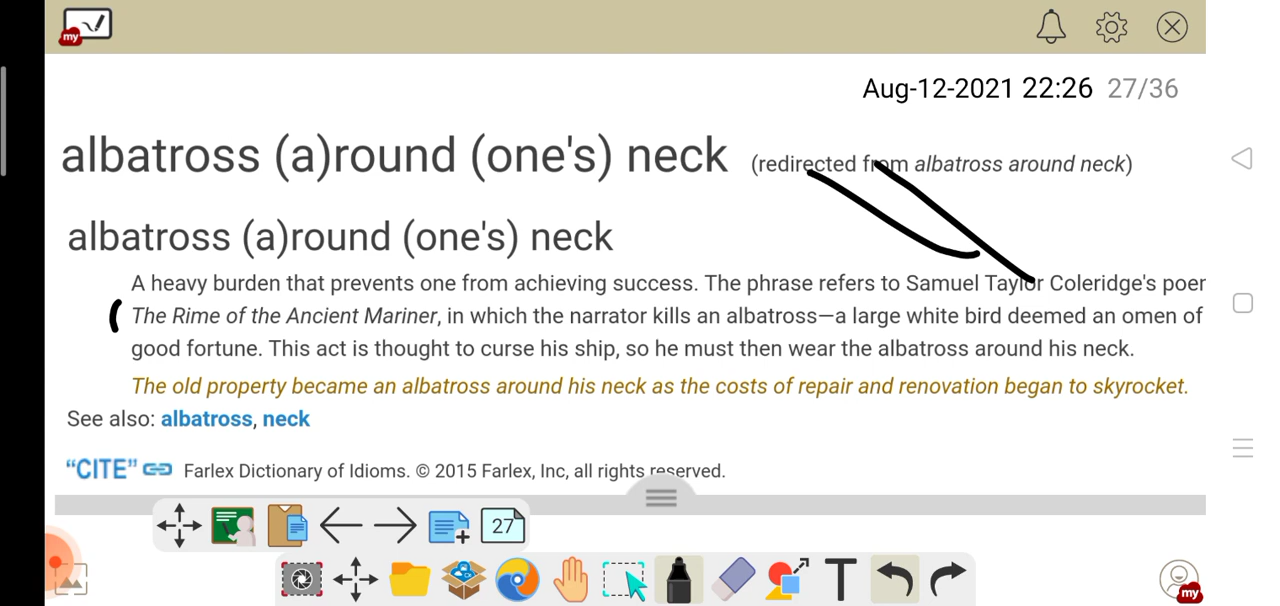 my
Aug-12-2021 22:26 27/36
albatross (a)round (one's) neck (redirected from albatross around neck)
albatross (a)round (one's) neck
A heavy burden that prevents one from achieving success. The phrase refers to Samuel Taylor Coleridge's poer
The Rime of the Ancient Mariner, in which the narrator kills an albatross—a large white bird deemed an omen of
good fortune. This act is thought to curse his ship, so he must then wear the albatross around his neck.
The old property became an albatross around his neck as the costs of repair and renovation began to skyrocket.
See also: albatross, neck
“CITE” Farlex Dictionary of Idioms. © 2015 Farlex, Inc, all rights reserved.
27
T
my